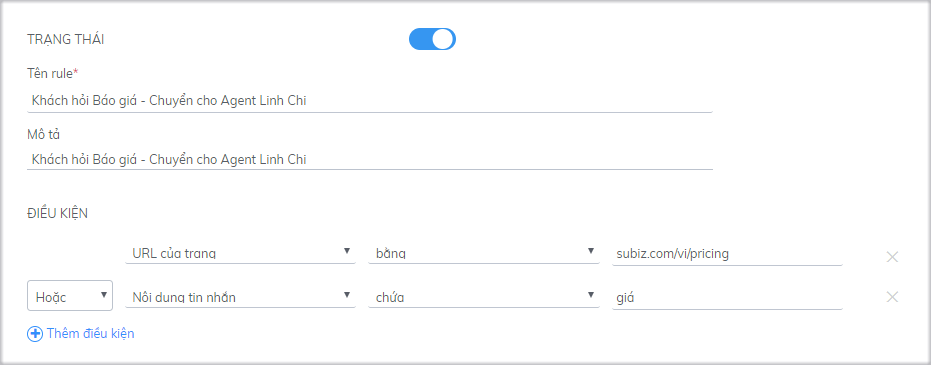 TRẠNG THÁI
Tên rule*
Khách hỏi Báo giá - Chuyển cho Agent Linh Chi
Mô tả
Khách hỏi Báo giá - Chuyển cho Agent Linh Chi
ĐIỀU KIỆN
URL của trang bằng subiz.com/vi/pricing
Hoặc Nội dung tin nhắn chứa giá
Thêm điều kiện